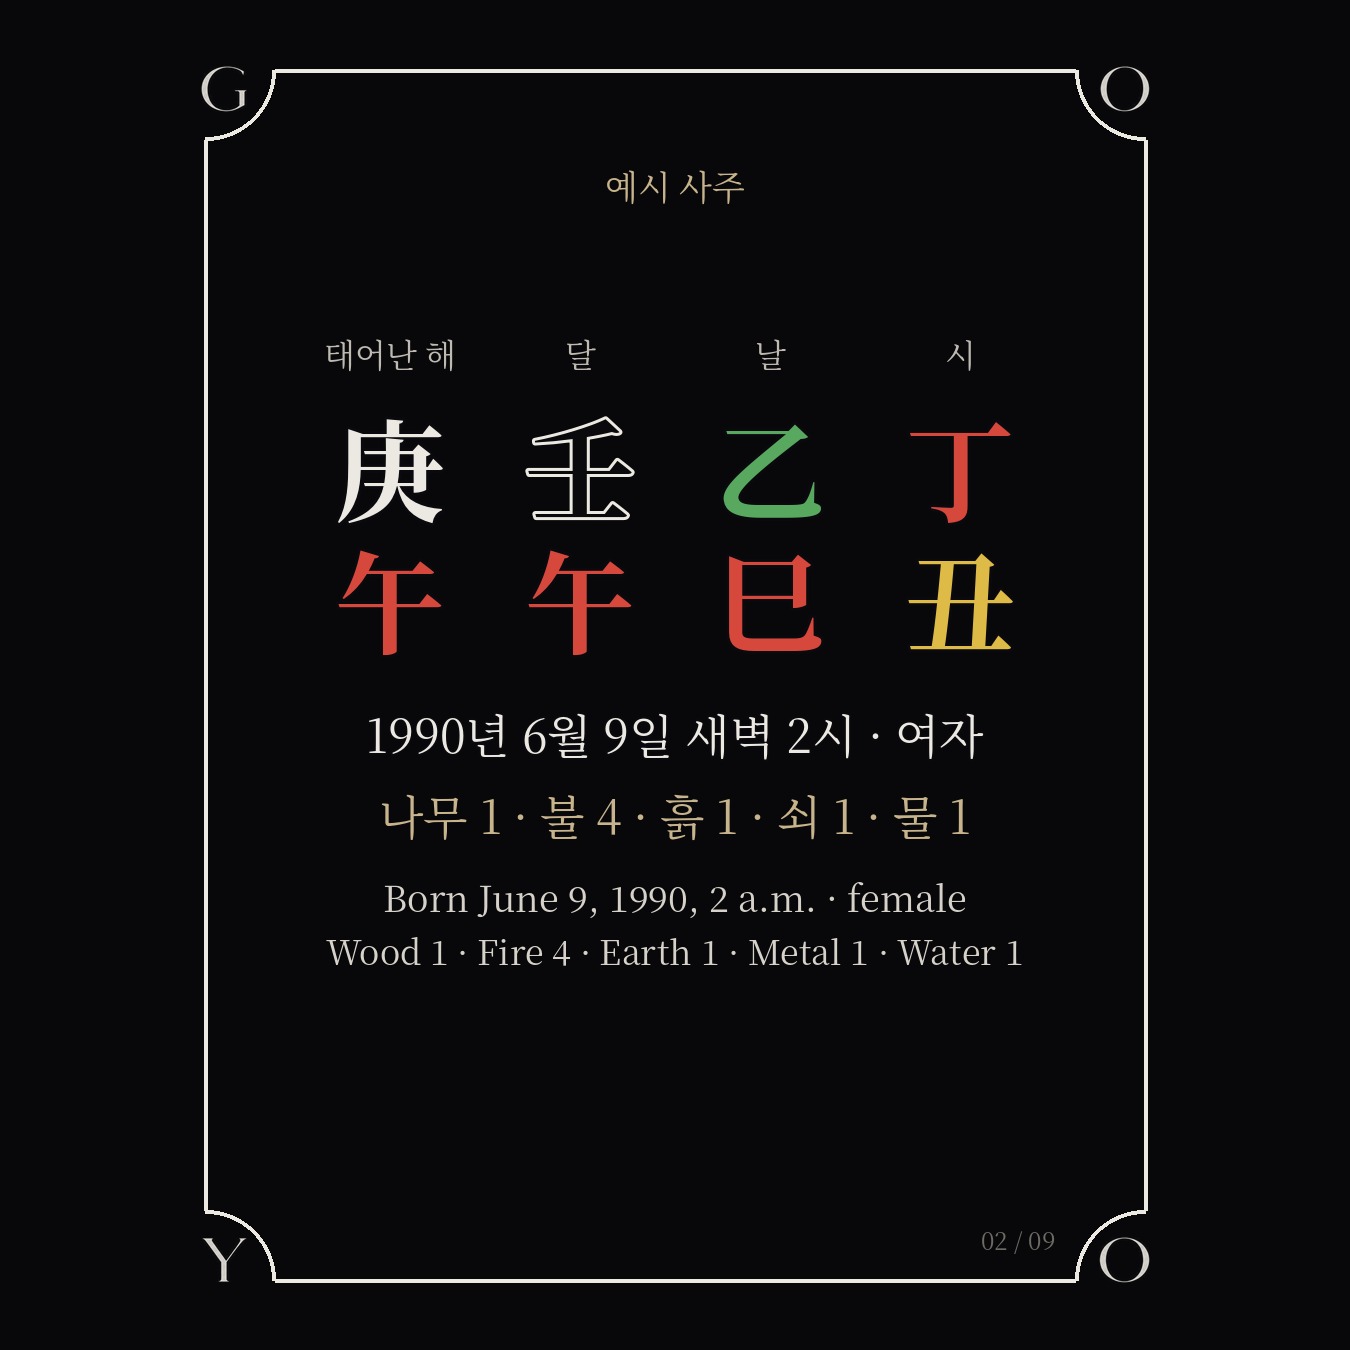 G O
예시 사주
태어난 해 달 날 시
庚 壬 乙 丁
午 午 巳 丑
1990년 6월 9일 새벽 2시 · 여자
나무 1 · 불 4 · 흙 1 · 쇠 1 · 물 1
Born June 9, 1990, 2 a.m. · female
Wood 1 · Fire 4 · Earth 1 · Metal 1 · Water 1
02 / 09
Y O